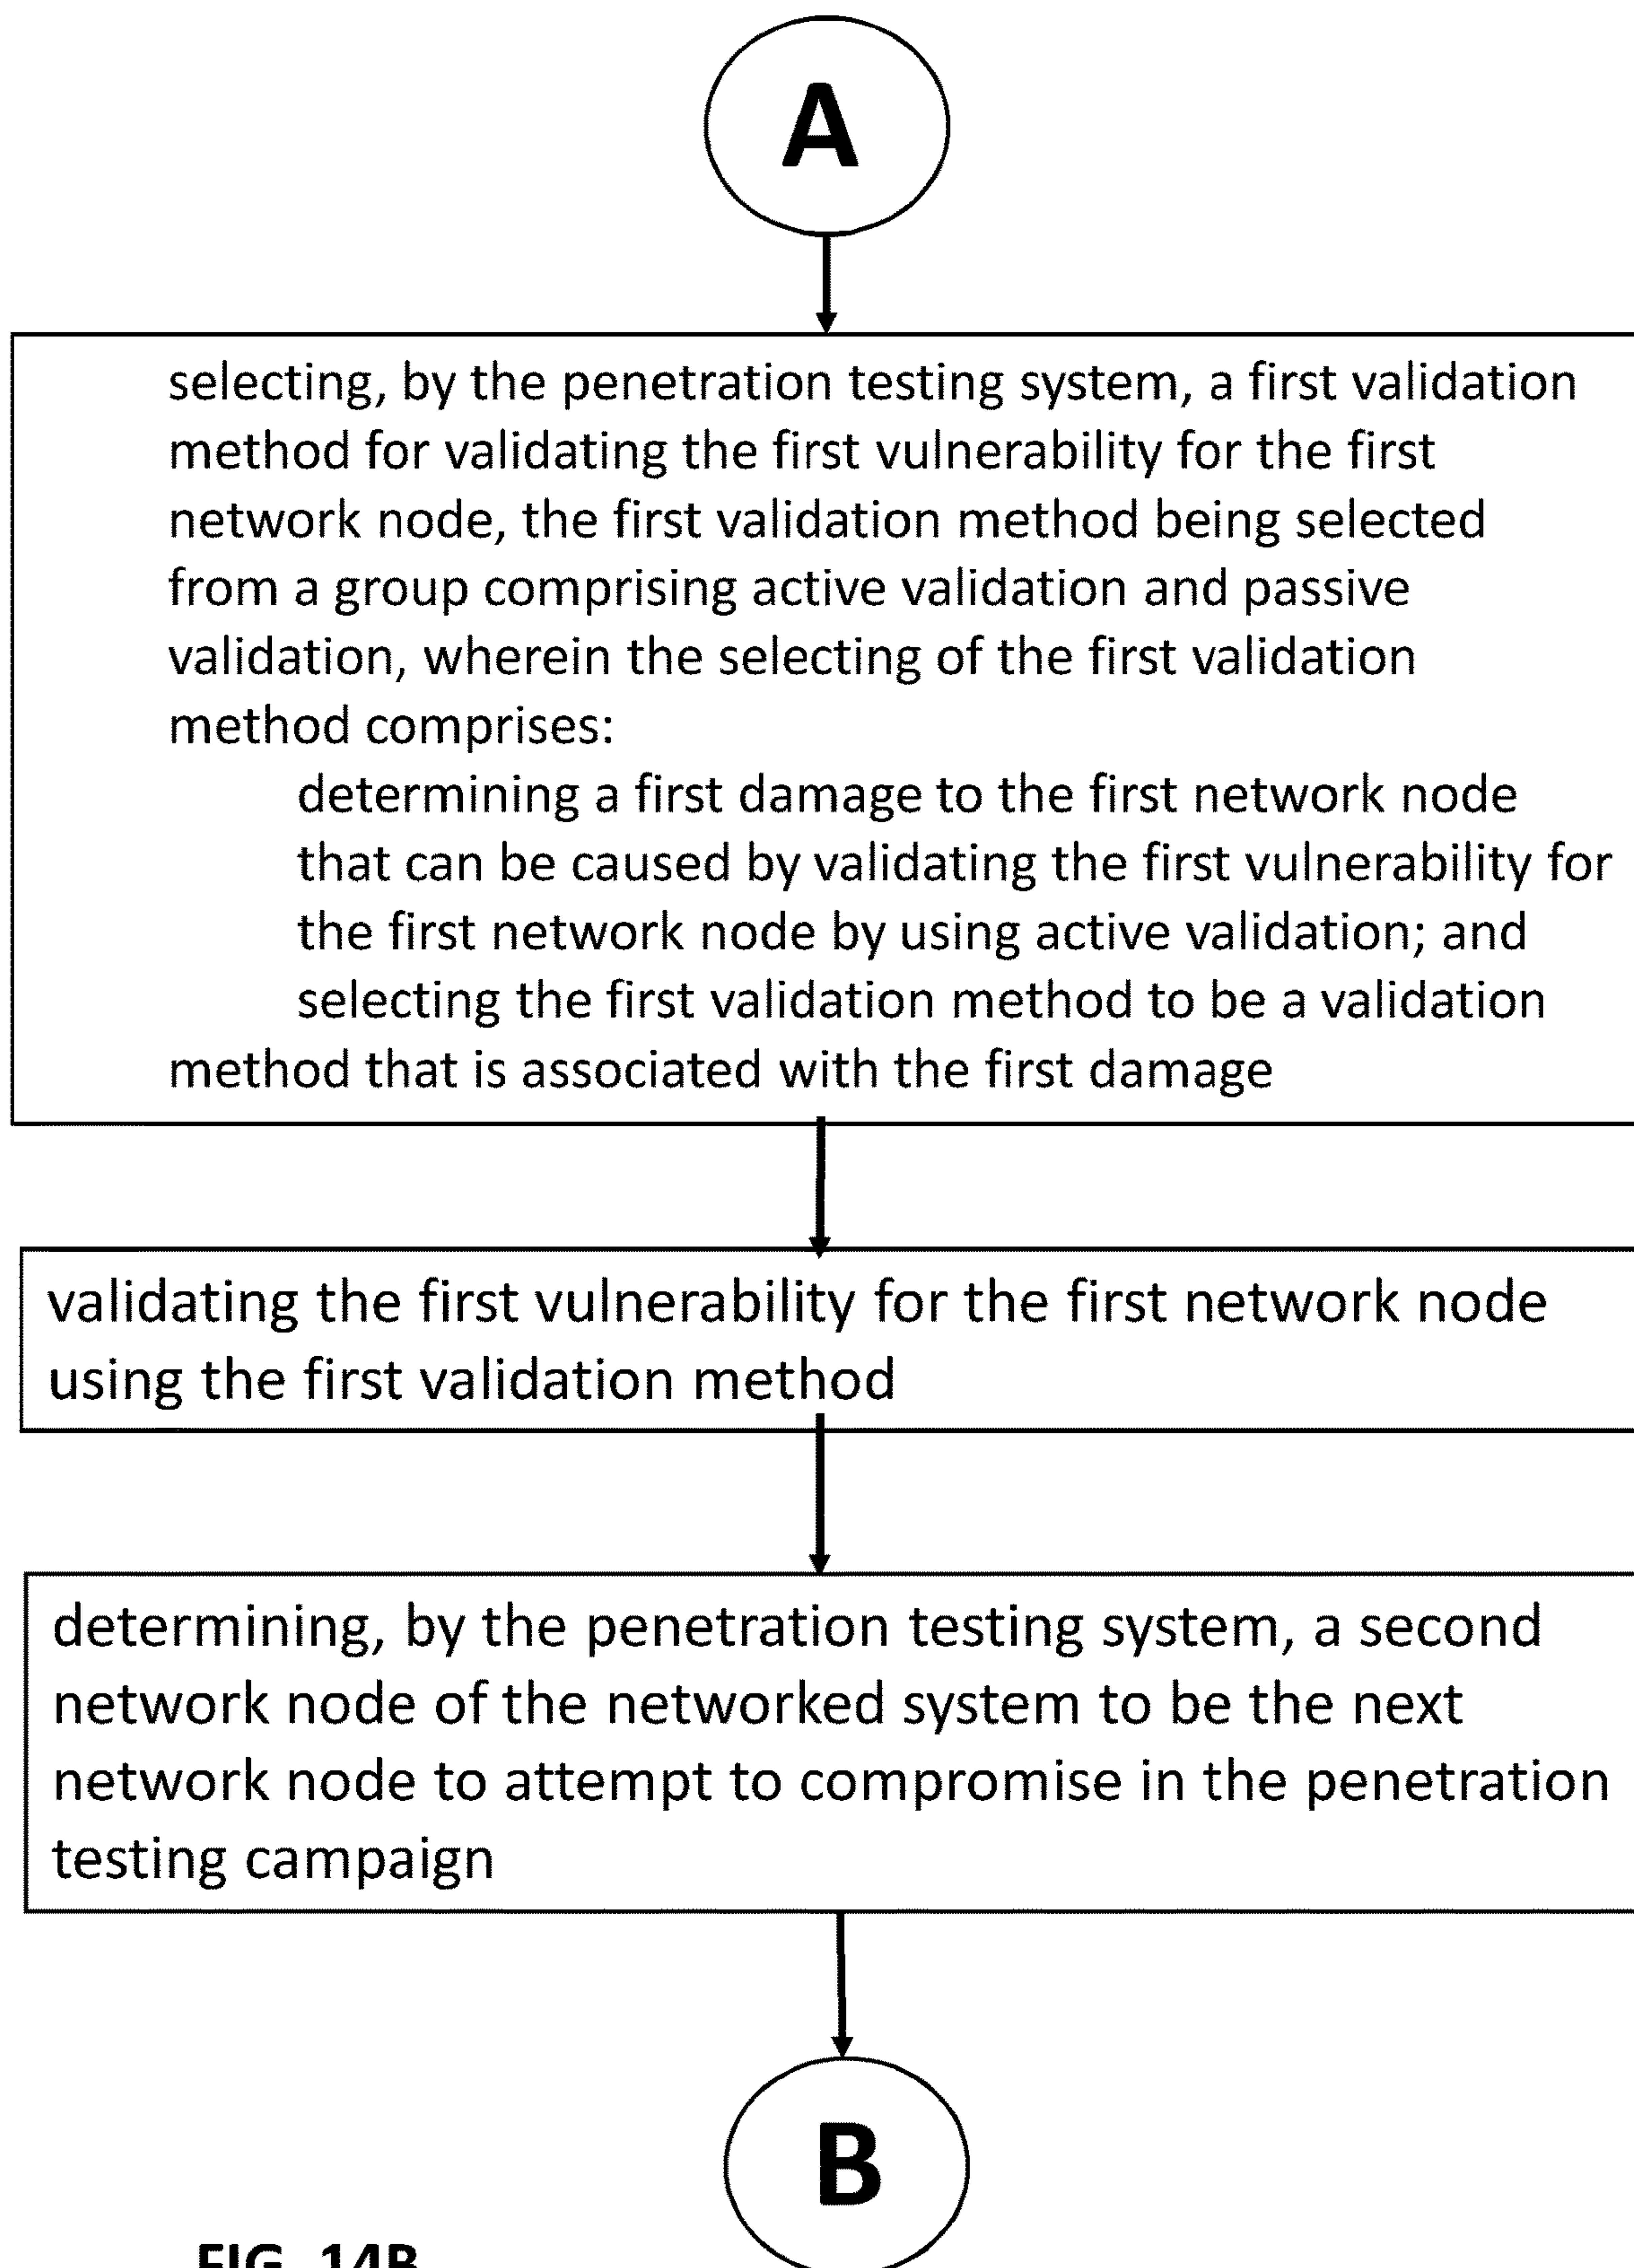 A
selecting, by the penetration testing system, a first validation
method for validating the first vulnerability for the first
network node, the first validation method being selected
from a group comprising active validation and passive
validation, wherein the selecting of the first validation
method comprises:
determining a first damage to the first network node
that can be caused by validating the first vulnerability for
the first network node by using active validation; and
selecting the first validation method to be a validation
method that is associated with the first damage
validating the first vulnerability for the first network node
using the first validation method
determining, by the penetration testing system, a second
network node of the networked system to be the next
network node to attempt to compromise in the penetration
testing campaign
B
FIG. 14B